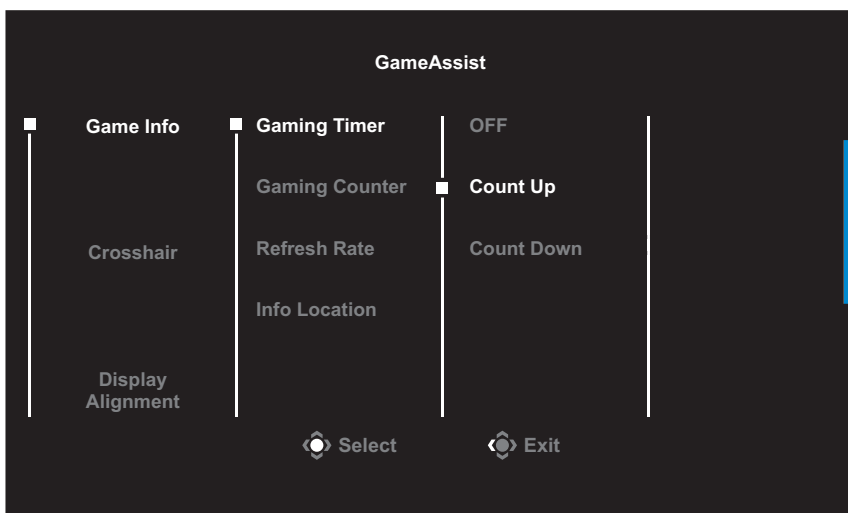 GameAssist
Game Info
Gaming Timer
OFF
Gaming Counter
Count Up
Crosshair
Refresh Rate
Count Down
Info Location
Display
Alignment
Select
Exit